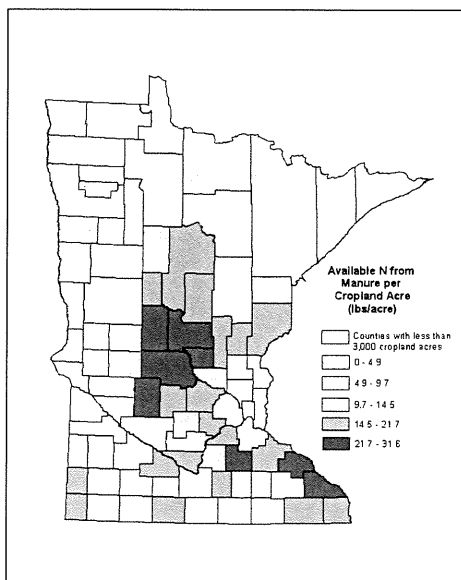 Available N from
Manure per
Cropland Acre
(lbs/acre)
Counties with less than
3,000 cropland acres
0 - 4.9
4.9 - 9.7
9.7 - 14.5
14.5 - 21.7
21.7 - 31.6